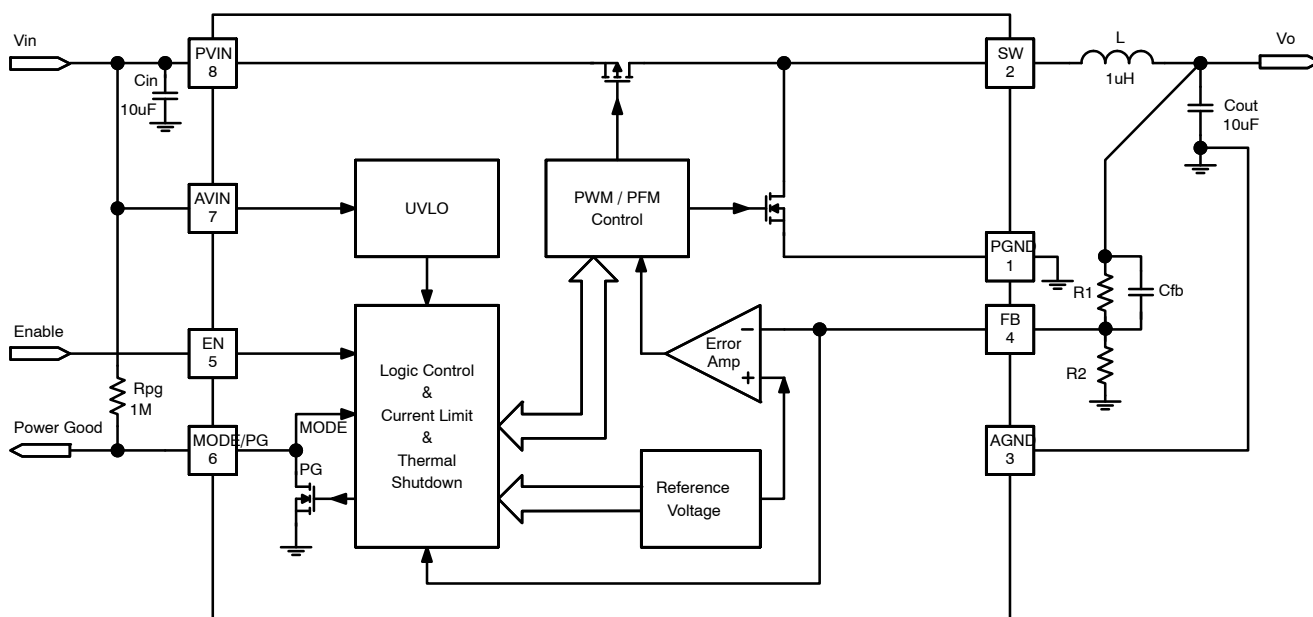 Vin
PVIN
8
Cin
10uF
SW
2
L
1uH
Vo
Cout
10uF
AVIN
7
UVLO
PWM / PFM
Control
PGND
1
R1
Cfb
FB
4
R2
Enable
EN
5
Error
Amp
−
+
Rpg
1M
Logic Control
&
Current Limit
&
Thermal
Shutdown
Power Good
MODE/PG
6
MODE
PG
Reference
Voltage
AGND
3